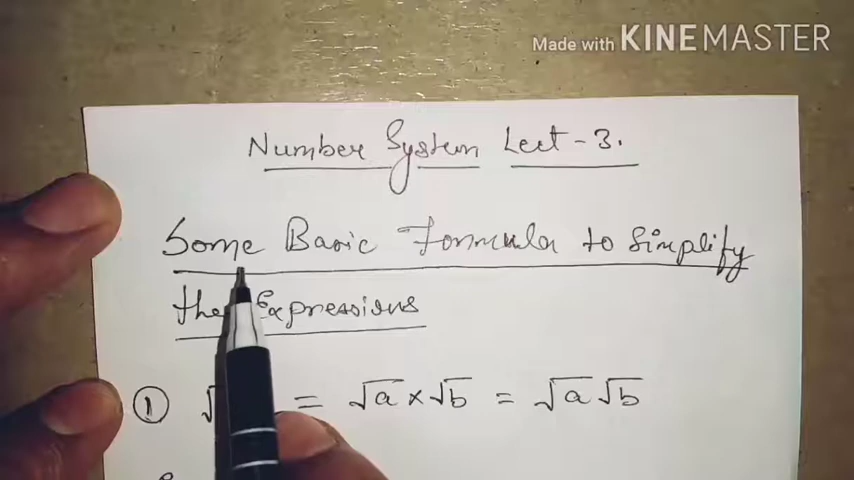 Made with KINEMASTER
Number System Lect-3.
Some Basic Formula to Simplify
the Expressions
① √ = √a × √b = √a √b